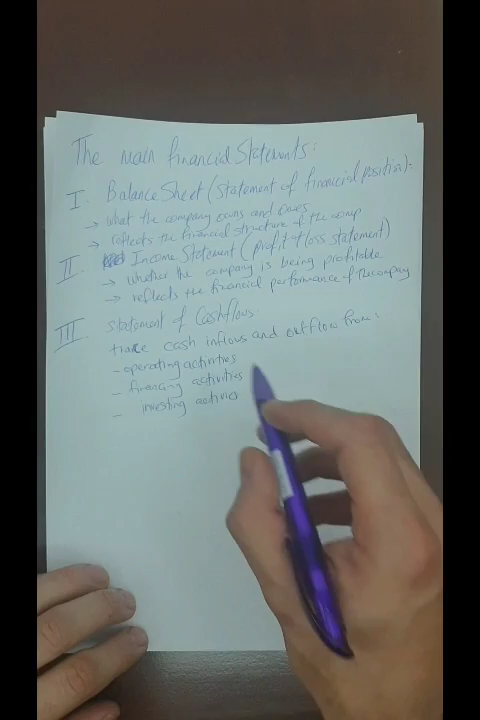 The main Financial Statements:
I. Balance Sheet (Statement of financial position):
→ what the company owns and owes
→ reflects the financial structure of the comp
II. Income Statement (profit & loss statement)
→ whether the company is being profitable
→ reflects the financial performance of the company
III Statement of Cashflows:
track cash inflows and outflow from:
- operating activities
- financing activities
- investing activies